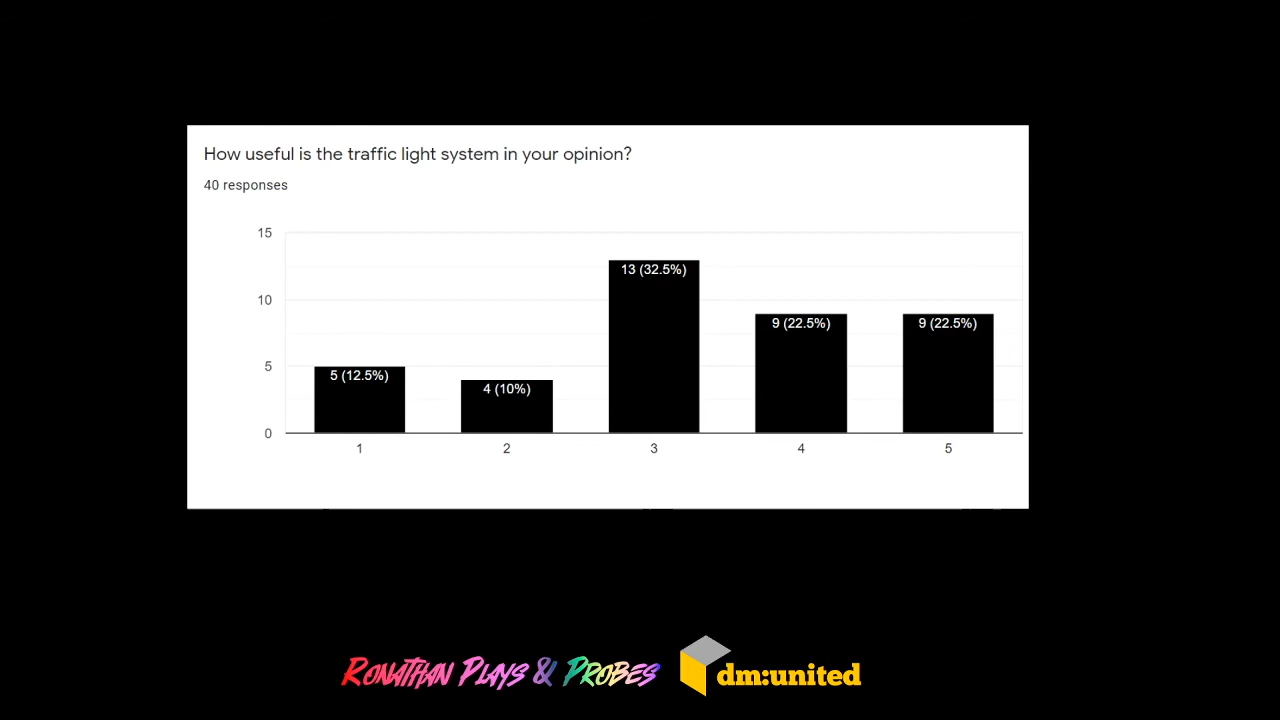 How useful is the traffic light system in your opinion?
40 responses
15
10
5
0
5 (12.5%)
4 (10%)
13 (32.5%)
9 (22.5%)
9 (22.5%)
1 2 3 4 5
RONATHAN PLAYS & PROBES
dm:united